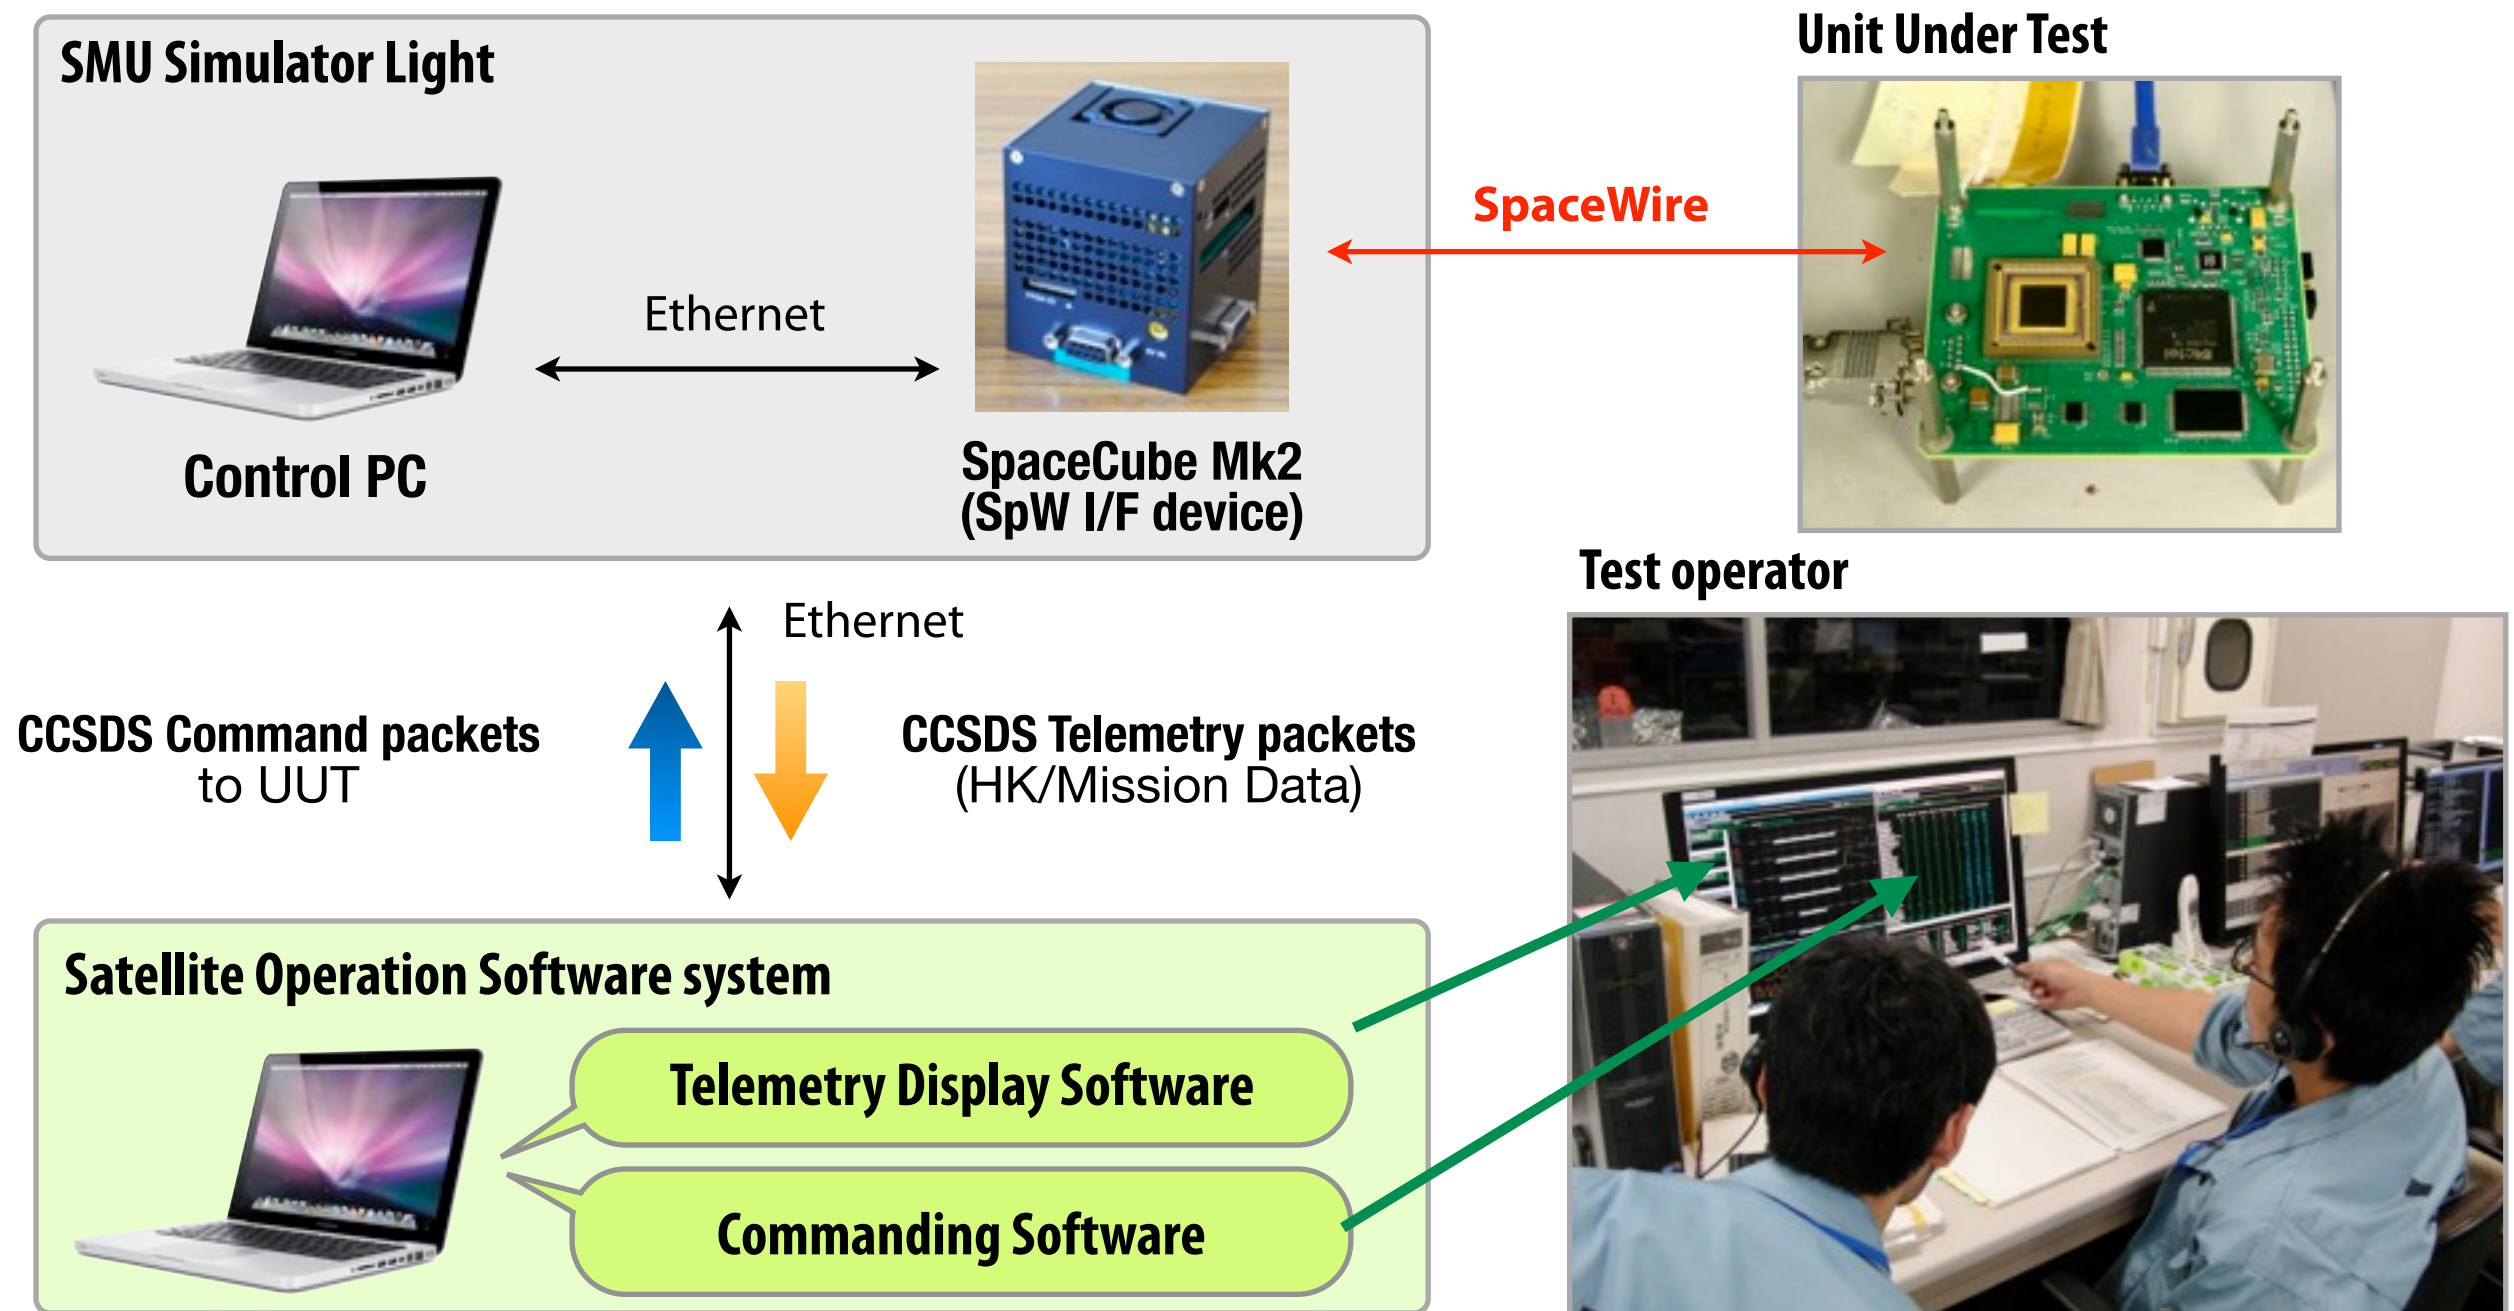 SMU Simulator Light
Ethernet
Control PC
SpaceCube Mk2
(SpW I/F device)
SpaceWire
Unit Under Test
Actel
Ethernet
CCSDS Command packets
to UUT
CCSDS Telemetry packets
(HK/Mission Data)
Test operator
Satellite Operation Software system
Telemetry Display Software
Commanding Software